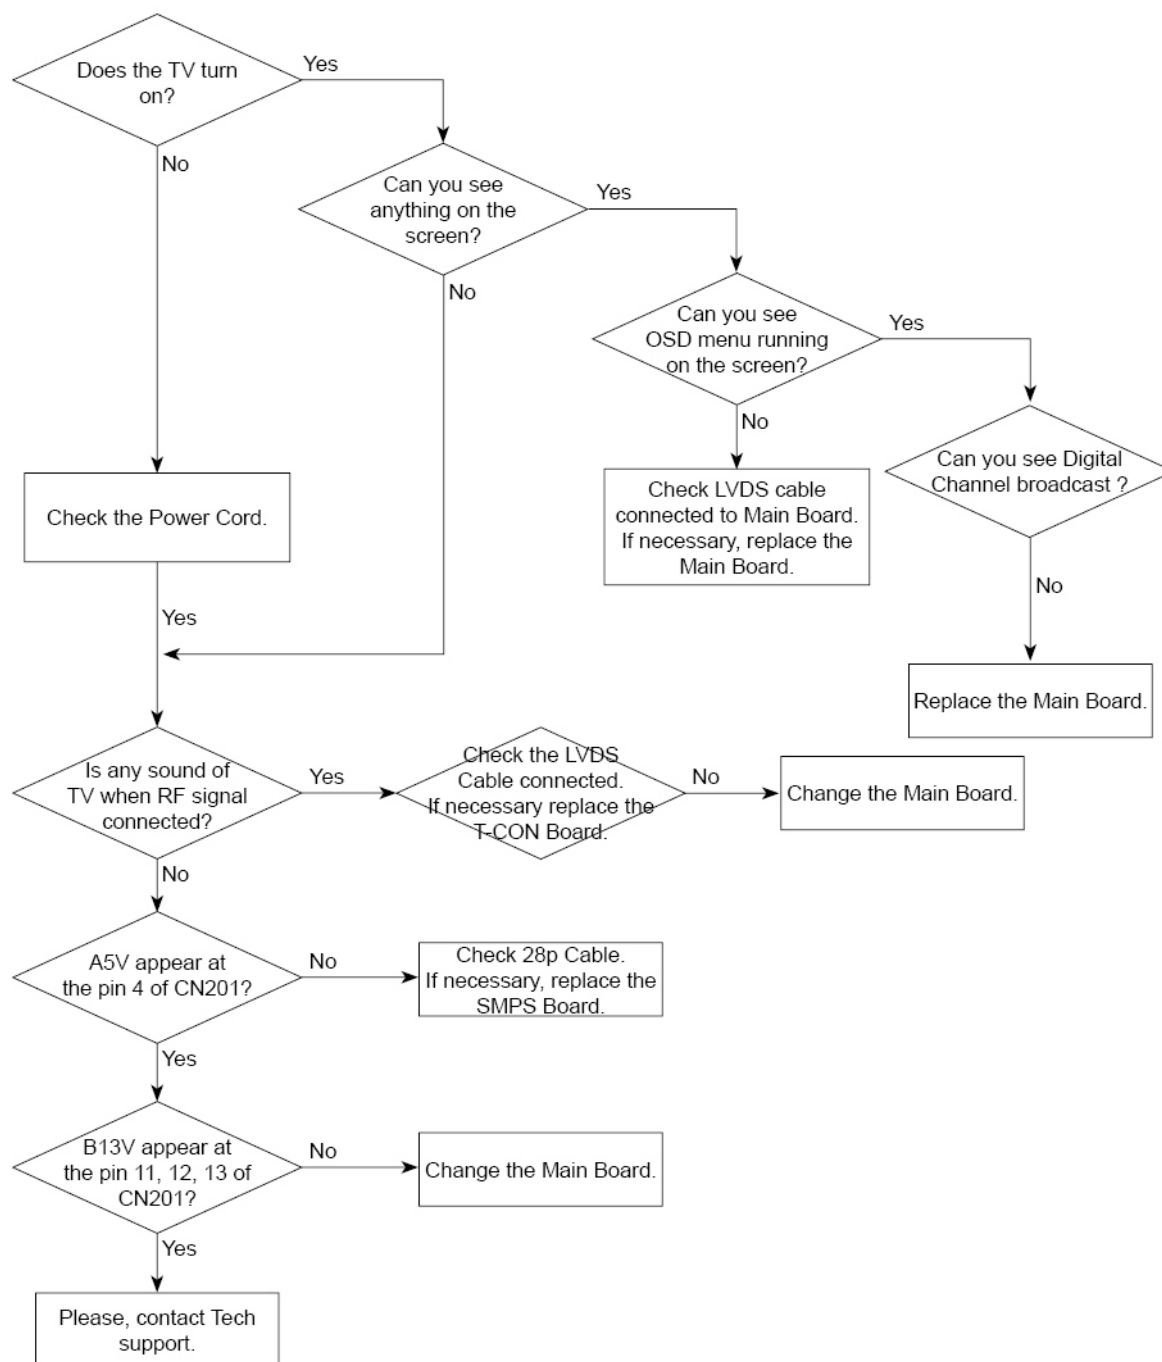 Does the TV turn
on?
Yes
No
Can you see
anything on the
screen?
Yes
No
Can you see
OSD menu running
on the screen?
Yes
No
Can you see Digital
Channel broadcast ?
No
Check LVDS cable
connected to Main Board.
If necessary, replace the
Main Board.
Replace the Main Board.
Check the Power Cord.
Yes
Is any sound of
TV when RF signal
connected?
Yes
Check the LVDS
Cable connected.
If necessary replace the
T-CON Board.
No
Change the Main Board.
No
A5V appear at
the pin 4 of CN201?
No
Check 28p Cable.
If necessary, replace the
SMPS Board.
Yes
B13V appear at
the pin 11, 12, 13 of
CN201?
No
Change the Main Board.
Yes
Please, contact Tech
support.